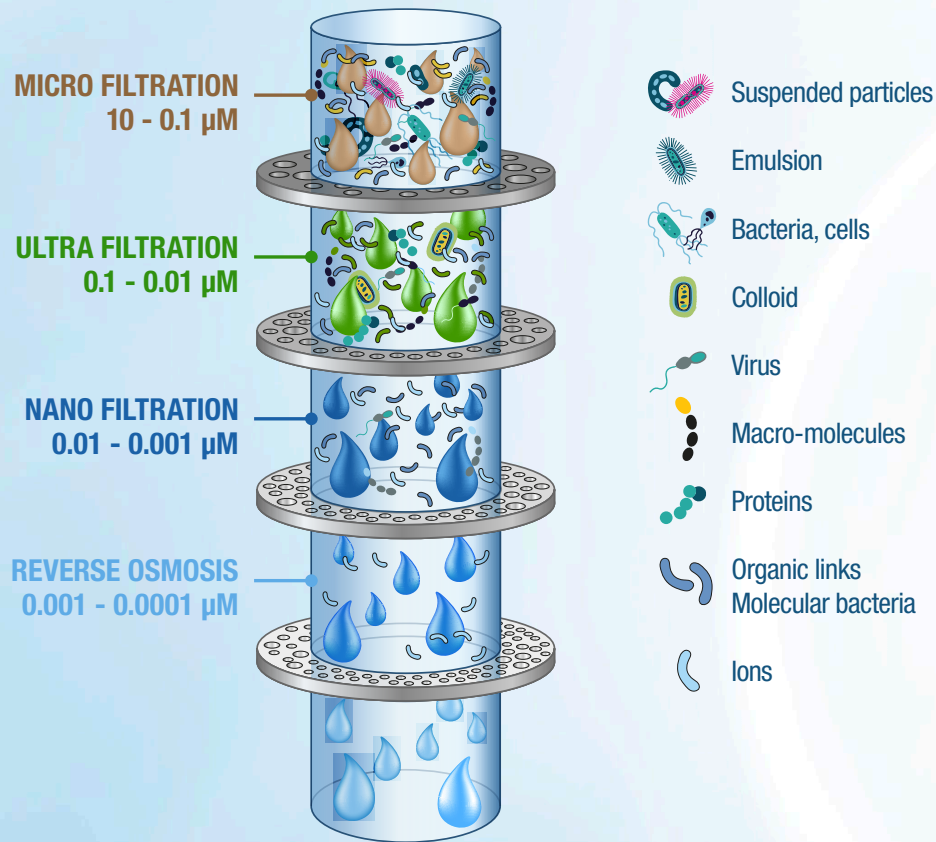 MICRO FILTRATION
10 - 0.1 µM
ULTRA FILTRATION
0.1 - 0.01 µM
NANO FILTRATION
0.01 - 0.001 µM
REVERSE OSMOSIS
0.001 - 0.0001 µM
Suspended particles
Emulsion
Bacteria, cells
Colloid
Virus
Macro-molecules
Proteins
Organic links
Molecular bacteria
Ions